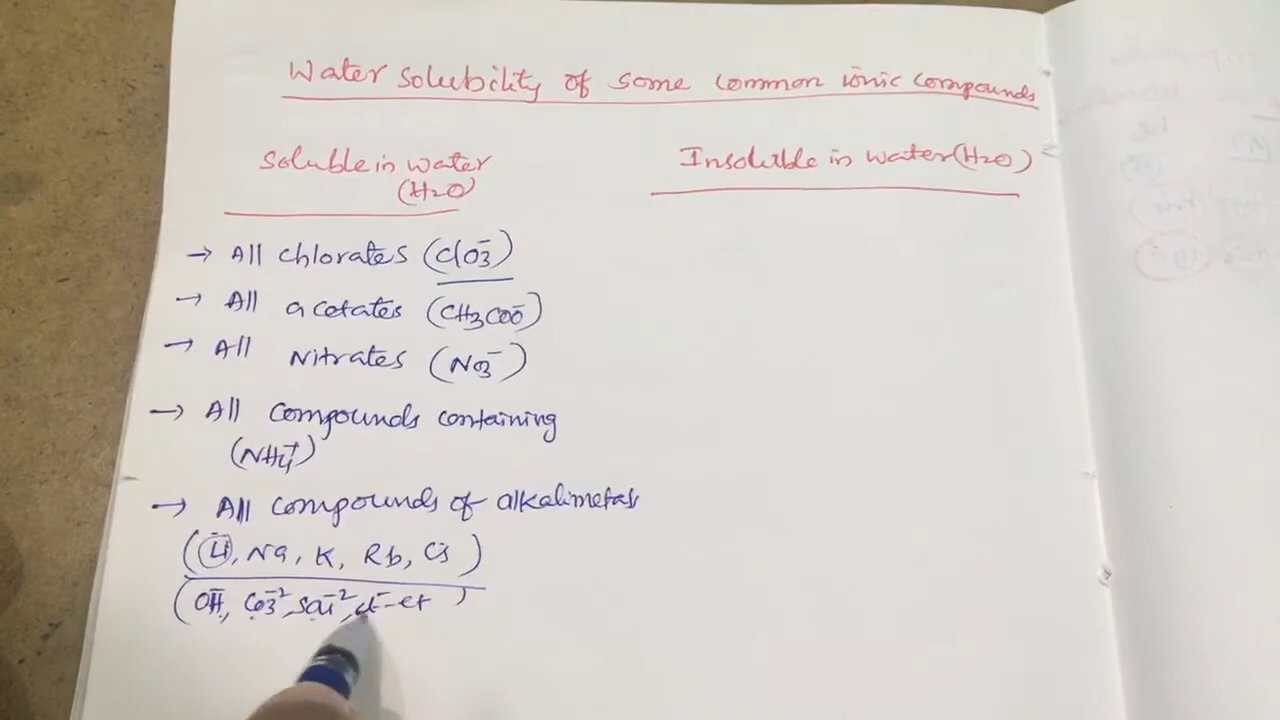 Water solubility of some common ionic compounds
Soluble in water
(H2O)
Insoluble in water (H2O)
→ All chlorates (ClO3⁻)
→ All acetates (CH3COO⁻)
→ All Nitrates (NO3⁻)
→ All compounds containing
(NH4⁺)
→ All compounds of alkalimetals
(Li, Na, K, Rb, Cs)
(OH⁻, CO3⁻², SO4⁻², Cl⁻